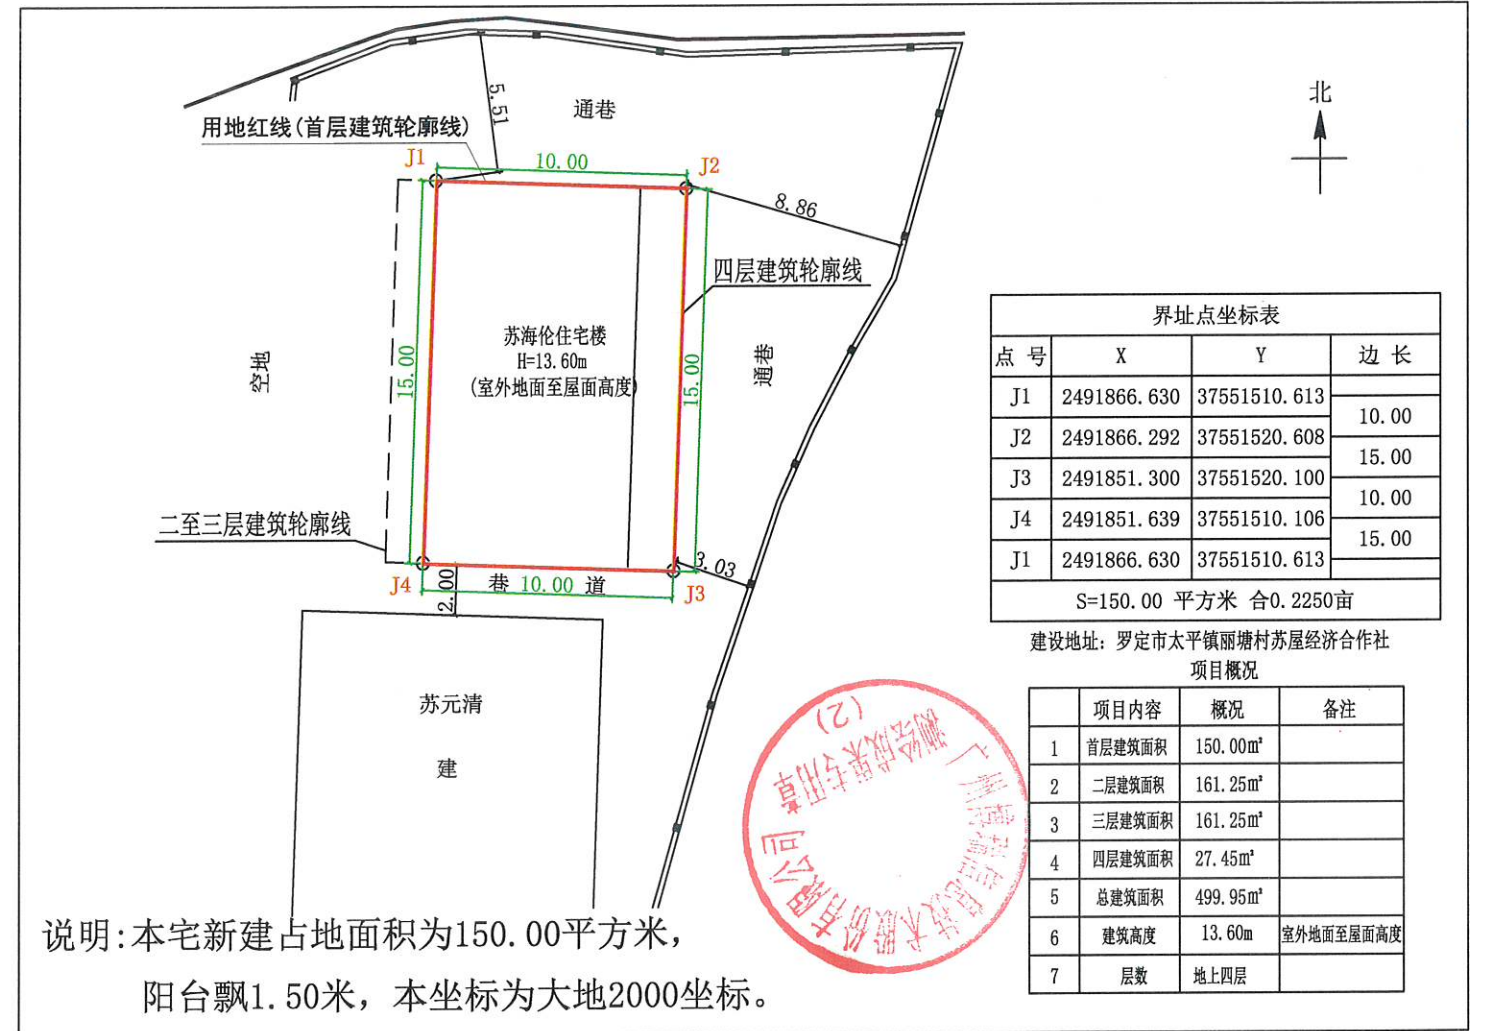 5.51
通巷
北
用地红线(首层建筑轮廓线)
J1
10.00
J2
8.86
四层建筑轮廓线
苏海伦住宅楼
H=13.60m
(室外地面至屋面高度)
空地
15.00
15.00
通巷
二至三层建筑轮廓线
3.03
J4
2.00
巷 10.00 道
J3
苏元清
建
界址点坐标表
点 号 X Y 边 长
J1 2491866.630 37551510.613
10.00
J2 2491866.292 37551520.608
15.00
J3 2491851.300 37551520.100
10.00
J4 2491851.639 37551510.106
15.00
J1 2491866.630 37551510.613
S=150.00 平方米 合0.2250亩
建设地址: 罗定市太平镇丽塘村苏屋经济合作社
项目概况
项目内容 概况 备注
1 首层建筑面积 150.00m²
2 二层建筑面积 161.25m²
3 三层建筑面积 161.25m²
4 四层建筑面积 27.45m²
5 总建筑面积 499.95m²
6 建筑高度 13.60m 室外地面至屋面高度
7 层数 地上四层
测绘成果专用章
(2)
说明:本宅新建占地面积为150.00平方米,
阳台飘1.50米, 本坐标为大地2000坐标。